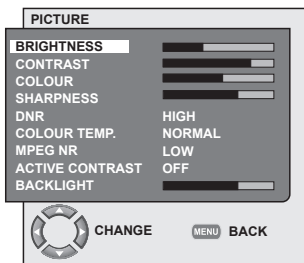 PICTURE
BRIGHTNESS
CONTRAST
COLOUR
SHARPNESS
DNR HIGH
COLOUR TEMP. NORMAL
MPEG NR LOW
ACTIVE CONTRAST OFF
BACKLIGHT
CHANGE MENU BACK